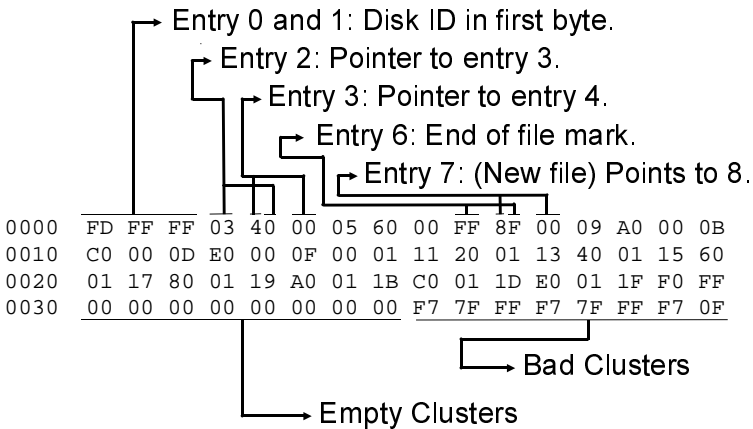 Entry 0 and 1: Disk ID in first byte.
Entry 2: Pointer to entry 3.
Entry 3: Pointer to entry 4.
Entry 6: End of file mark.
Entry 7: (New file) Points to 8.
0000 FD FF FF 03 40 00 05 60 00 FF 8F 00 09 A0 00 0B
0010 C0 00 0D E0 00 0F 00 01 11 20 01 13 40 01 15 60
0020 01 17 80 01 19 A0 01 1B C0 01 1D E0 01 1F F0 FF
0030 00 00 00 00 00 00 00 00 F7 7F FF F7 7F FF F7 0F
Bad Clusters
Empty Clusters